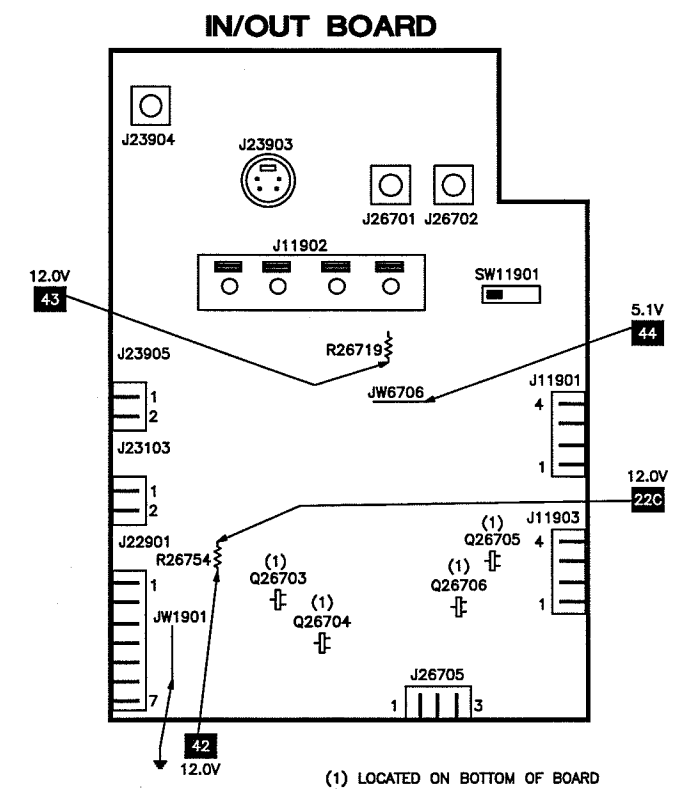 IN/OUT BOARD
J23904
J23903
J26701 J26702
J11902
12.0V
43
SW11901
5.1V
44
R26719
J23905
JW6706
J11901
1
2
4
1
J23103
1
2
12.0V
22C
J22901
R26754
(1)
Q26705
J11903
4
1
(1)
Q26703
(1)
Q26706
(1)
Q26704
1
7
JW1901
J26705
1 3
42
12.0V
(1) LOCATED ON BOTTOM OF BOARD